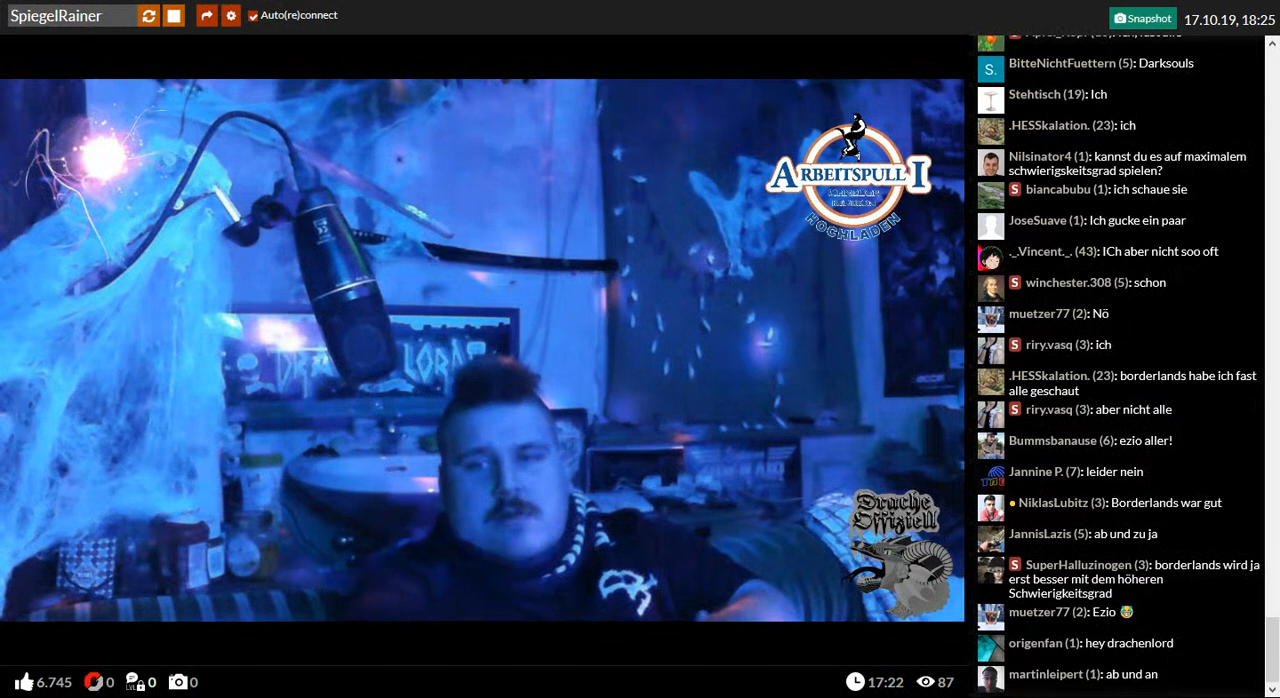 SpiegelRainer
Auto(re)connect
Snapshot
17.10.19, 18:25
ARBEITSPULLI
HOCHLADEN
Drache
Offiziell
BitteNichtFuettern (5): Darksouls
S.
Stehtisch (19): Ich
.HESSkalation. (23): ich
Nilsinator4 (1): kannst du es auf maximalem
schwierigskeitsgrad spielen?
S biancabubu (1): ich schaue sie
JoseSuave (1): Ich gucke ein paar
._.Vincent._. (43): ICh aber nicht soo oft
S winchester.308 (5): schon
muetzer77 (2): Nö
S riry.vasq (3): ich
.HESSkalation. (23): borderlands habe ich fast
alle geschaut
S riry.vasq (3): aber nicht alle
Bummsbanause (6): ezio aller!
Jannine P. (7): leider nein
NiklasLubitz (3): Borderlands war gut
JannisLazis (5): ab und zu ja
S SuperHalluzinogen (3): borderlands wird ja
erst besser mit dem höheren
Schwierigkeitsgrad
muetzer77 (2): Ezio 😭
origenfan (1): hey drachenlord
martinleipert (1): ab und an
6.745
0
LVL 0
0
17:22
87